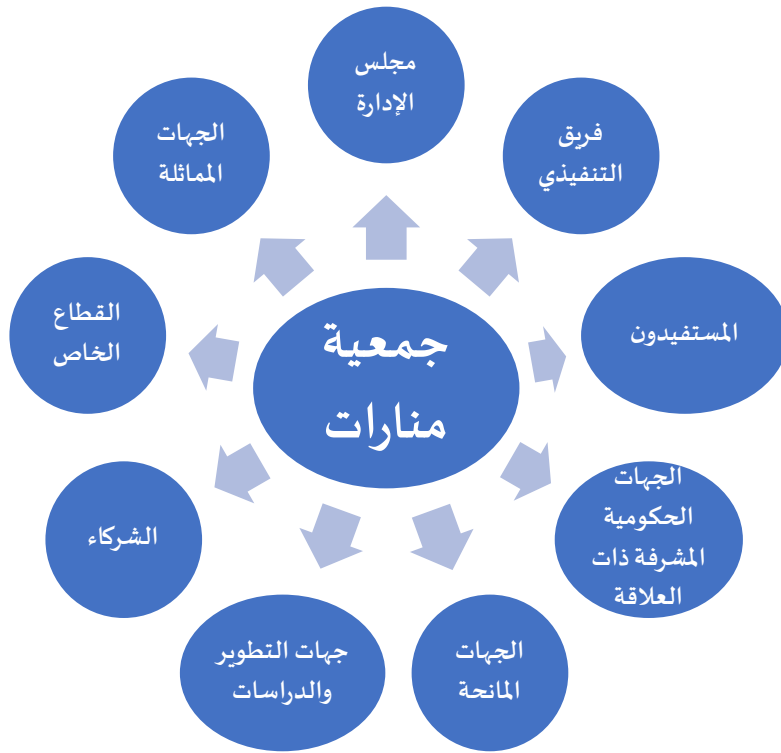 مجلس
الإدارة
فريق
التنفيذي
المستفيدون
الجهات
الحكومية
المشرفة ذات
العلاقة
الجهات
المانحة
جهات التطوير
والدراسات
الشركاء
القطاع
الخاص
الجهات
المماثلة
جمعية
منارات